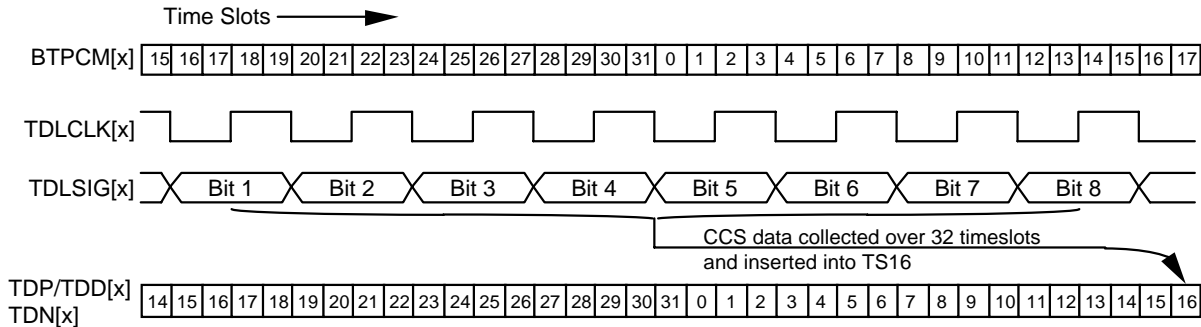 Time Slots
BTPCM[x] 15 16 17 18 19 20 21 22 23 24 25 26 27 28 29 30 31 0 1 2 3 4 5 6 7 8 9 10 11 12 13 14 15 16 17
TDLCLK[x]
TDLSIG[x] Bit 1 Bit 2 Bit 3 Bit 4 Bit 5 Bit 6 Bit 7 Bit 8
CCS data collected over 32 timeslots
and inserted into TS16
TDP/TDD[x]
TDN[x] 14 15 16 17 18 19 20 21 22 23 24 25 26 27 28 29 30 31 0 1 2 3 4 5 6 7 8 9 10 11 12 13 14 15 16